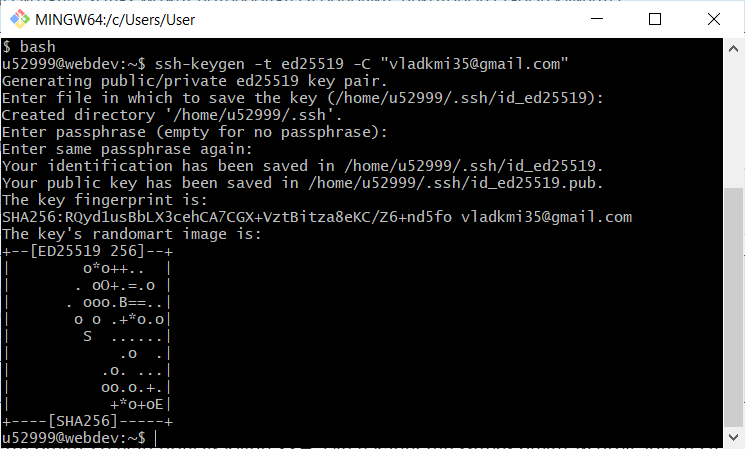 MINGW64:/c/Users/User
$ bash
u52999@webdev:~$ ssh-keygen -t ed25519 -C "vladkmi35@gmail.com"
Generating public/private ed25519 key pair.
Enter file in which to save the key (/home/u52999/.ssh/id_ed25519):
Created directory '/home/u52999/.ssh'.
Enter passphrase (empty for no passphrase):
Enter same passphrase again:
Your identification has been saved in /home/u52999/.ssh/id_ed25519.
Your public key has been saved in /home/u52999/.ssh/id_ed25519.pub.
The key fingerprint is:
SHA256:RQyd1usBbLX3cehCA7CGX+VztBitza8eKC/Z6+nd5fo vladkmi35@gmail.com
The key's randomart image is:
+--[ED25519 256]--+
|        o*o++..  |
|       . oO+.=.o |
|      . ooo.B==..|
|       o o .+*o.o|
|        S  ......|
|            .o  .|
|          .o. ...|
|          oo.o.+.|
|           +*o+oE|
+----[SHA256]-----+
u52999@webdev:~$